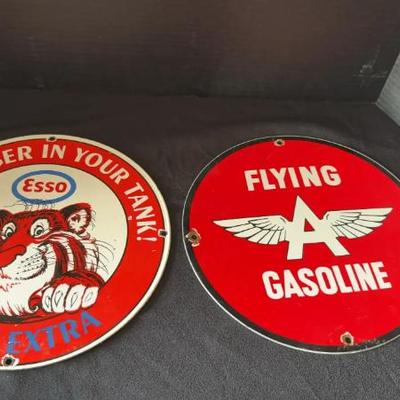 GER IN YOUR TANK!
Esso
EXTRA
FLYING
A
GASOLINE